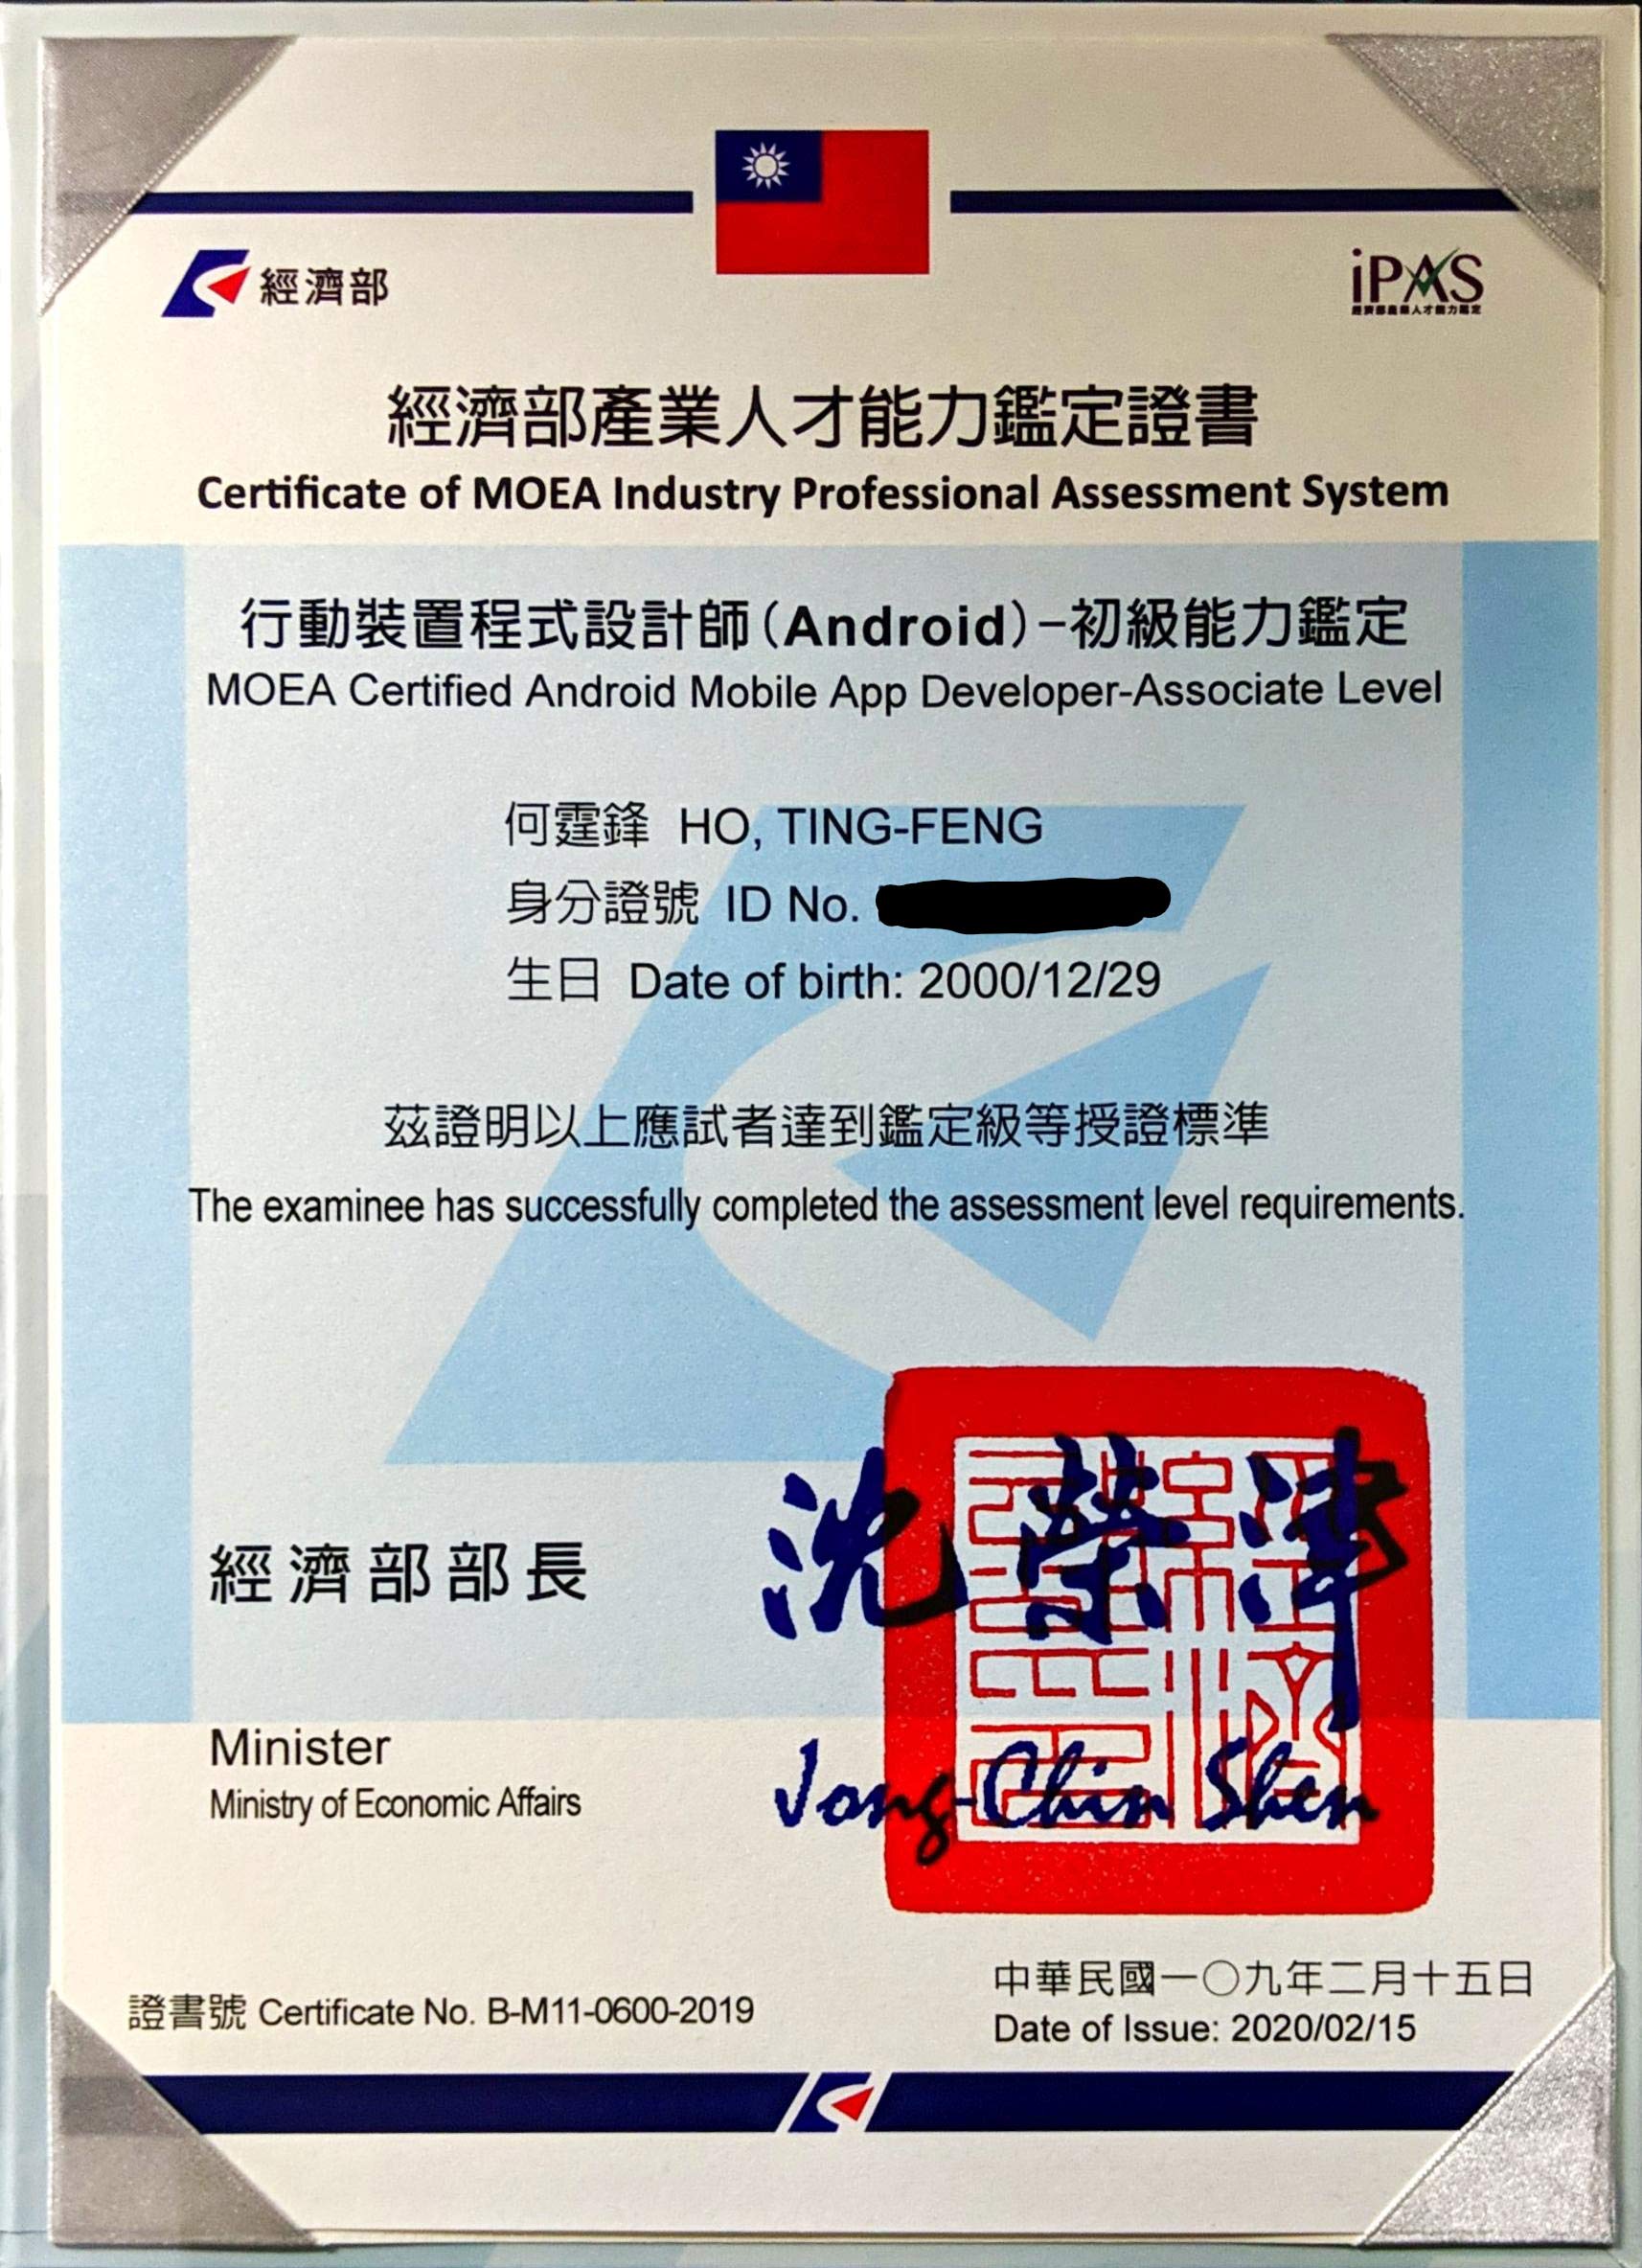 經濟部
iPAS
經濟部產業人才能力鑑定
經濟部產業人才能力鑑定證書
Certificate of MOEA Industry Professional Assessment System
行動裝置程式設計師(Android)-初級能力鑑定
MOEA Certified Android Mobile App Developer-Associate Level
何霆鋒 HO, TING-FENG
身分證號 ID No.
生日 Date of birth: 2000/12/29
茲證明以上應試者達到鑑定級等授證標準
The examinee has successfully completed the assessment level requirements.
經濟部部長 沈榮津
Minister
Ministry of Economic Affairs
Jong-Chin Shen
中華民國一〇九年二月十五日
證書號 Certificate No. B-M11-0600-2019
Date of Issue: 2020/02/15